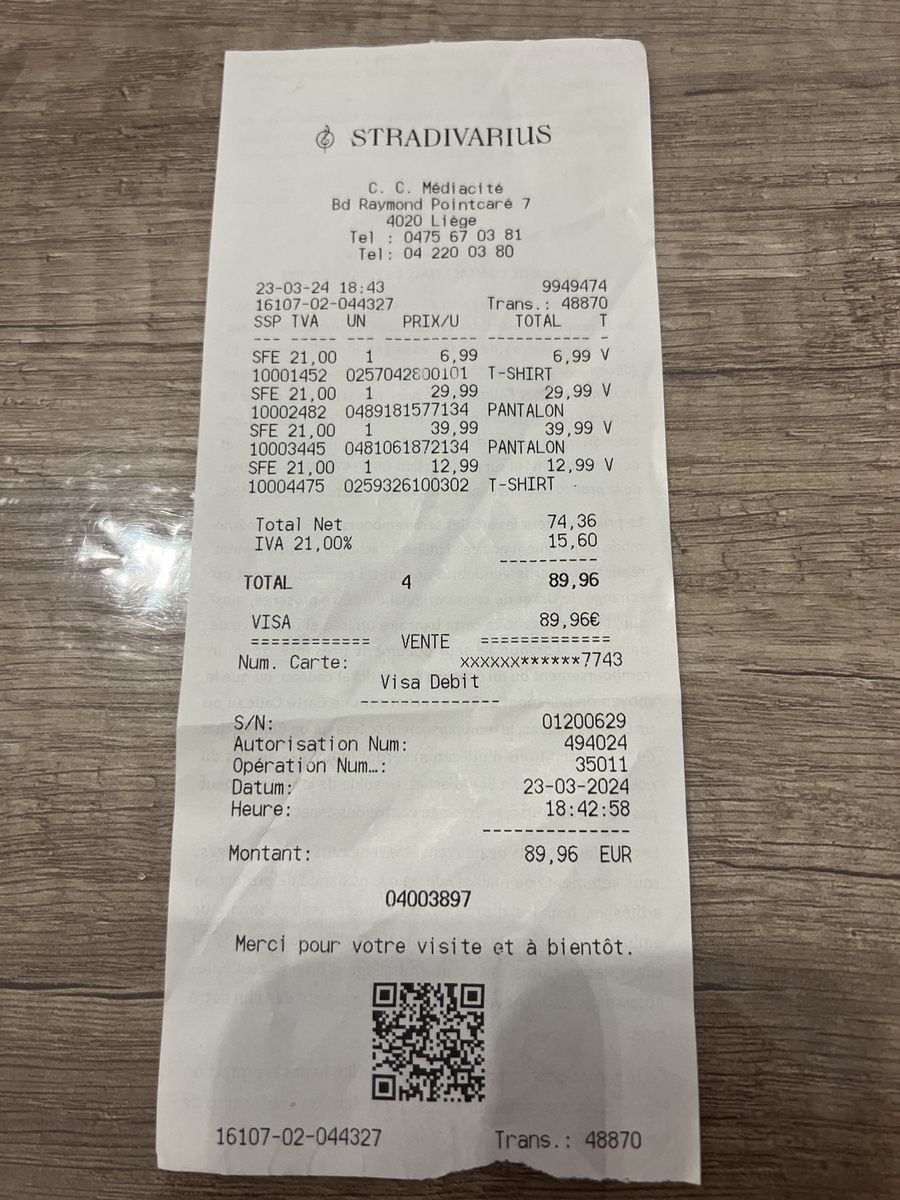 STRADIVARIUS
C. C. Médiacité
Bd Raymond Pointcaré 7
4020 Liège
Tel : 0475 67 03 81
Tel: 04 220 03 80
23-03-24 18:43 9949474
16107-02-044327 Trans.: 48870
SSP TVA UN PRIX/U TOTAL T
--- --- -- ---------- ------------ -
SFE 21,00 1 6,99 6,99 V
10001452 0257042800101 T-SHIRT
SFE 21,00 1 29,99 29,99 V
10002482 0489181577134 PANTALON
SFE 21,00 1 39,99 39,99 V
10003445 0481061872134 PANTALON
SFE 21,00 1 12,99 12,99 V
10004475 0259326100302 T-SHIRT
Total Net 74,36
IVA 21,00% 15,60
----------
TOTAL 4 89,96
VISA 89,96€
============ VENTE =============
Num. Carte: xxxxxx******7743
Visa Debit
---------------
S/N: 01200629
Autorisation Num: 494024
Opération Num…: 35011
Datum: 23-03-2024
Heure: 18:42:58
--------------
Montant: 89,96 EUR
04003897
Merci pour votre visite et à bientôt.
16107-02-044327 Trans.: 48870